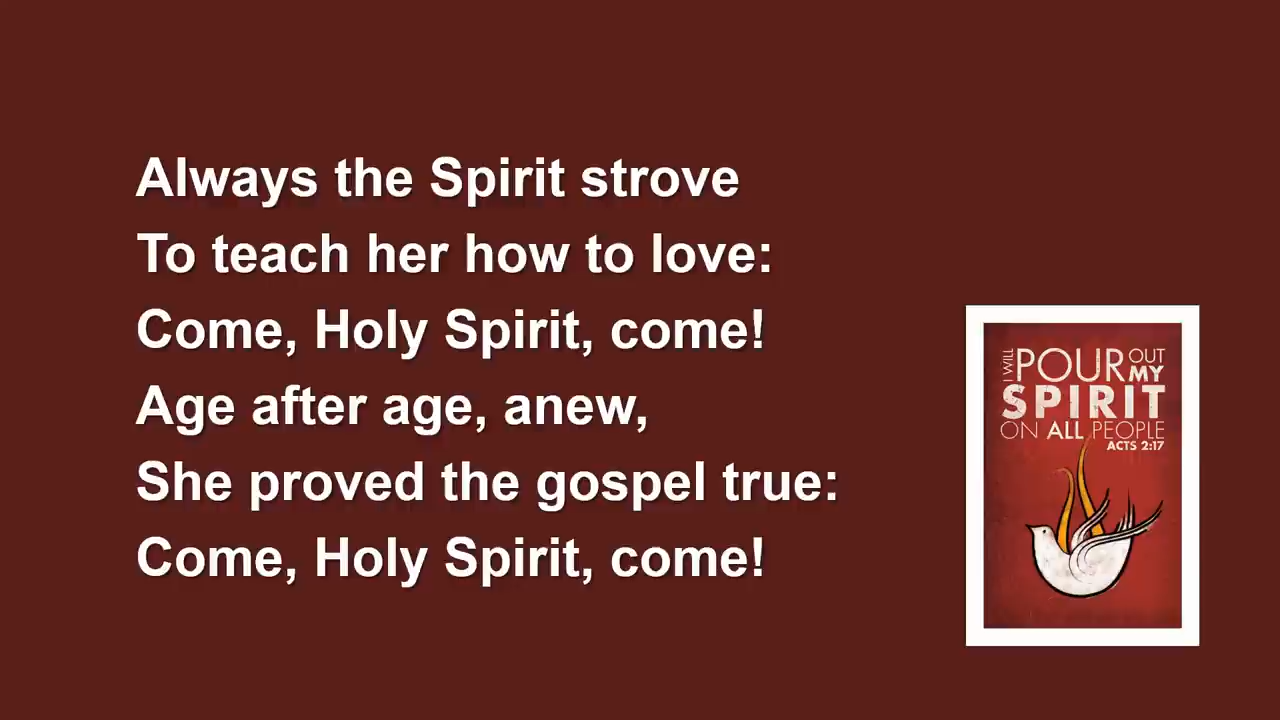 Always the Spirit strove
To teach her how to love:
Come, Holy Spirit, come!
Age after age, anew,
She proved the gospel true:
Come, Holy Spirit, come!
I WILL POUR OUT MY
SPIRIT
ON ALL PEOPLE
ACTS 2:17